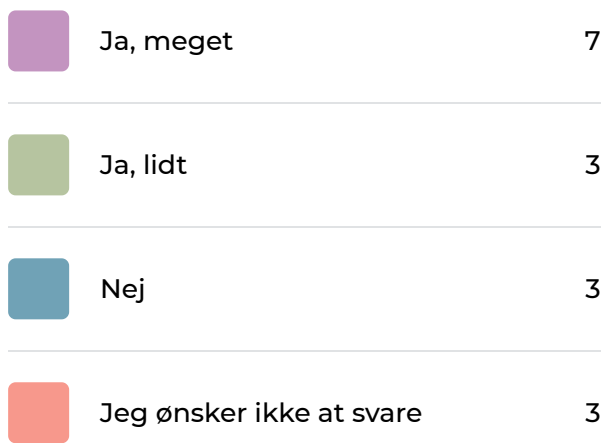 Ja, meget 7
Ja, lidt 3
Nej 3
Jeg ønsker ikke at svare 3